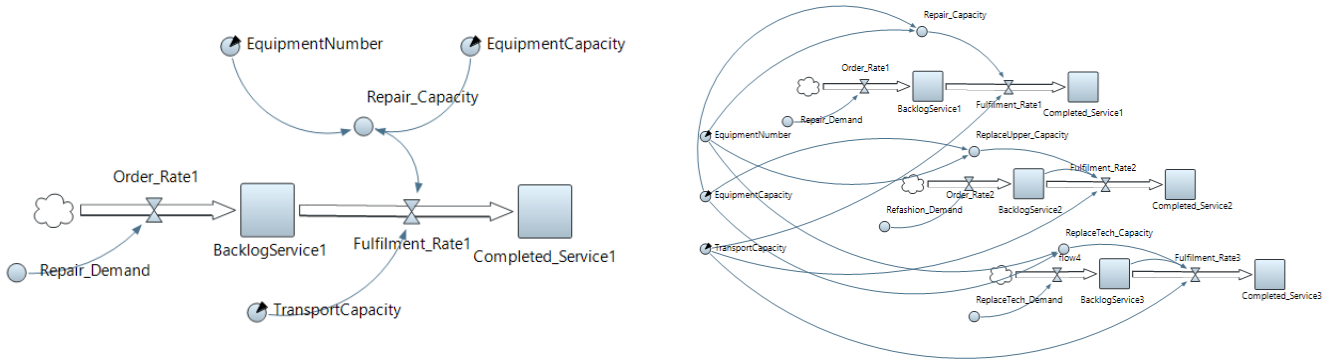 EquipmentNumber
EquipmentCapacity
Repair_Capacity
Order_Rate1
BacklogService1
Fulfilment_Rate1
Completed_Service1
Repair_Demand
TransportCapacity
Repair_Capacity
Order_Rate1
BacklogService1
Fulfilment_Rate1
Completed_Service1
Repair_Demand
EquipmentNumber
ReplaceUpper_Capacity
Fulfilment_Rate2
EquipmentCapacity
Order_Rate2
BacklogService2
Completed_Service2
Refashion_Demand
ReplaceTech_Capacity
TransportCapacity
flow4
Fulfilment_Rate3
ReplaceTech_Demand
BacklogService3
Completed_Service3